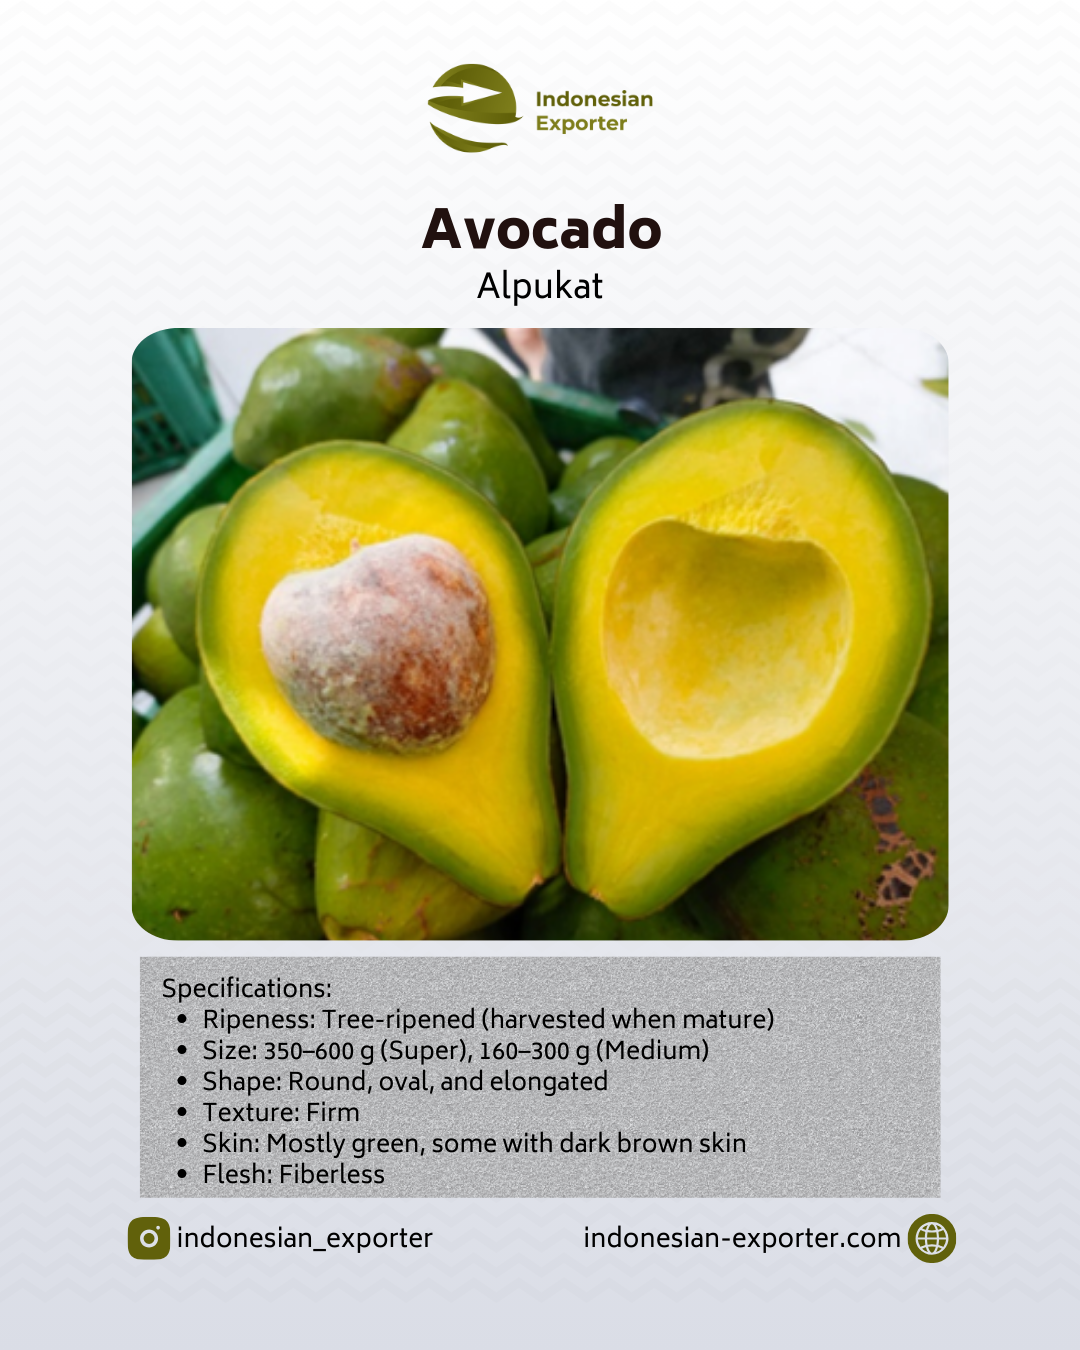 Indonesian
Exporter
Avocado
Alpukat
Specifications:
• Ripeness: Tree-ripened (harvested when mature)
• Size: 350–600 g (Super), 160–300 g (Medium)
• Shape: Round, oval, and elongated
• Texture: Firm
• Skin: Mostly green, some with dark brown skin
• Flesh: Fiberless
indonesian_exporter
indonesian-exporter.com